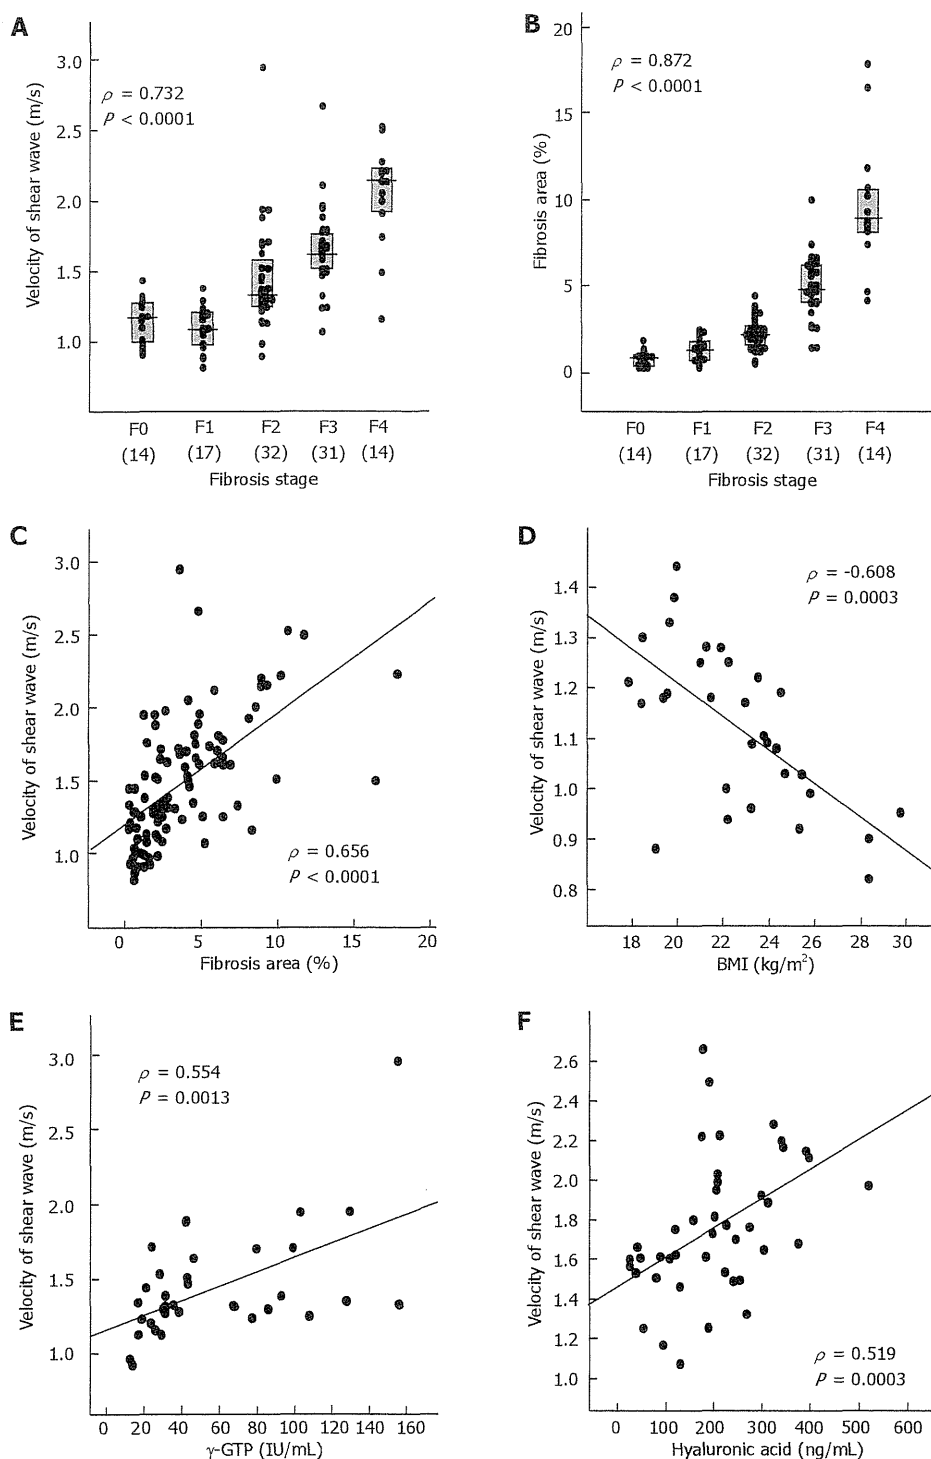 A
Velocity of shear wave (m/s)
3.0
2.5
2.0
1.5
1.0
ρ = 0.732
P < 0.0001
F0 F1 F2 F3 F4
(14) (17) (32) (31) (14)
Fibrosis stage
B
Fibrosis area (%)
20
15
10
5
0
ρ = 0.872
P < 0.0001
F0 F1 F2 F3 F4
(14) (17) (32) (31) (14)
Fibrosis stage
C
Velocity of shear wave (m/s)
3.0
2.5
2.0
1.5
1.0
ρ = 0.656
P < 0.0001
0 5 10 15 20
Fibrosis area (%)
D
Velocity of shear wave (m/s)
1.4
1.3
1.2
1.1
1.0
0.9
0.8
ρ = -0.608
P = 0.0003
18 20 22 24 26 28 30
BMI (kg/m²)
E
Velocity of shear wave (m/s)
3.0
2.5
2.0
1.5
1.0
ρ = 0.554
P = 0.0013
0 20 40 60 80 100 120 140 160
γ-GTP (IU/mL)
F
Velocity of shear wave (m/s)
2.6
2.4
2.2
2.0
1.8
1.6
1.4
1.2
1.0
ρ = 0.519
P = 0.0003
0 100 200 300 400 500 600
Hyaluronic acid (ng/mL)